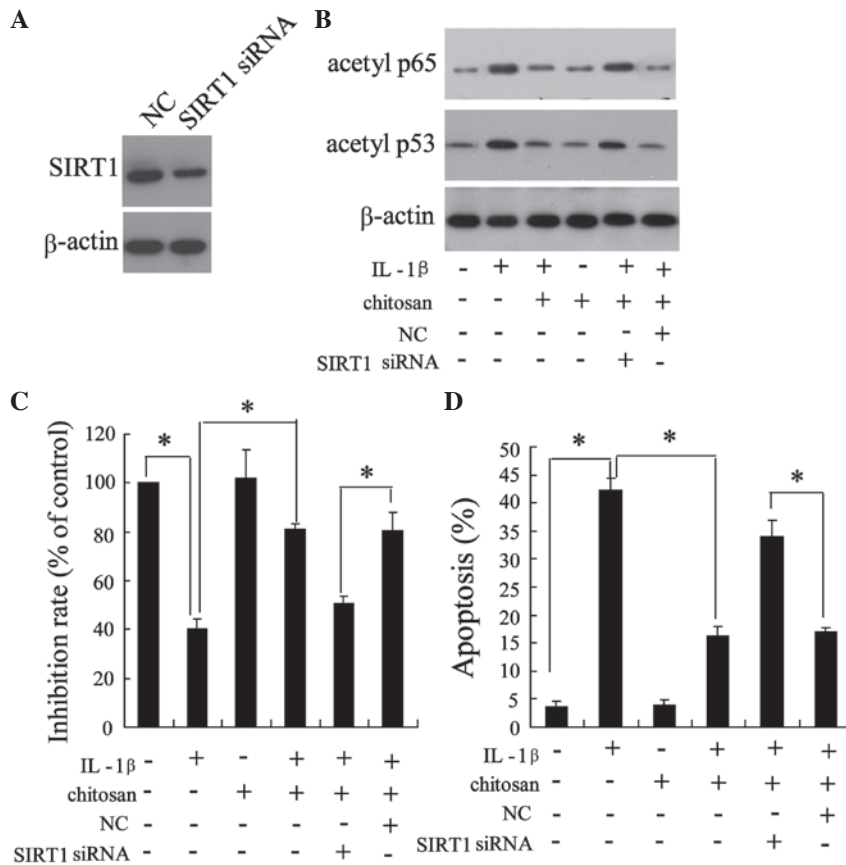 A
NC
SIRT1 siRNA
SIRT1
β-actin
B
acetyl p65
acetyl p53
β-actin
IL -1β - + + - + +
chitosan - - + + + +
NC - - - - - +
SIRT1 siRNA - - - - + -
C
Inhibition rate (% of control)
120
100
80
60
40
20
0
* * *
IL -1β - + - + + +
chitosan - - + + + +
NC - - - - - +
SIRT1 siRNA - - - - + -
D
Apoptosis (%)
50
45
40
35
30
25
20
15
10
5
0
* * *
IL -1β - + - + + +
chitosan - - + + + +
NC - - - - - +
SIRT1 siRNA - - - - + -